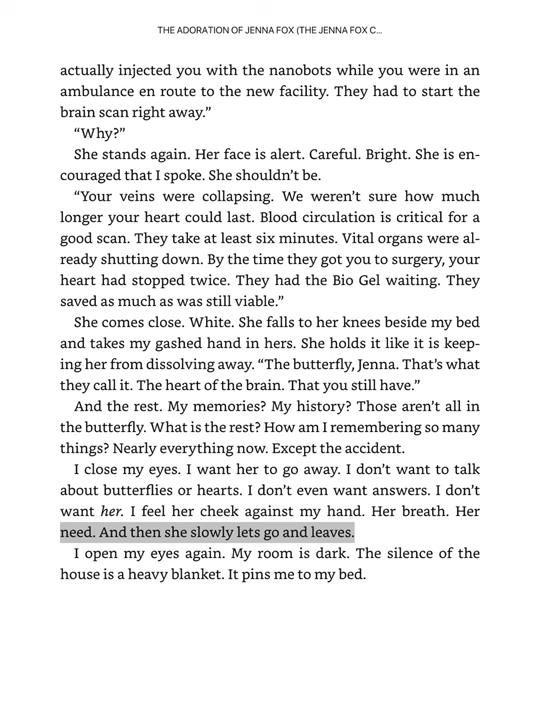 THE ADORATION OF JENNA FOX (THE JENNA FOX C…
actually injected you with the nanobots while you were in an
ambulance en route to the new facility. They had to start the
brain scan right away.”
“Why?”
She stands again. Her face is alert. Careful. Bright. She is en-
couraged that I spoke. She shouldn’t be.
“Your veins were collapsing. We weren’t sure how much
longer your heart could last. Blood circulation is critical for a
good scan. They take at least six minutes. Vital organs were al-
ready shutting down. By the time they got you to surgery, your
heart had stopped twice. They had the Bio Gel waiting. They
saved as much as was still viable.”
She comes close. White. She falls to her knees beside my bed
and takes my gashed hand in hers. She holds it like it is keep-
ing her from dissolving away. “The butterfly, Jenna. That’s what
they call it. The heart of the brain. That you still have.”
And the rest. My memories? My history? Those aren’t all in
the butterfly. What is the rest? How am I remembering so many
things? Nearly everything now. Except the accident.
I close my eyes. I want her to go away. I don’t want to talk
about butterflies or hearts. I don’t even want answers. I don’t
want her. I feel her cheek against my hand. Her breath. Her
need. And then she slowly lets go and leaves.
I open my eyes again. My room is dark. The silence of the
house is a heavy blanket. It pins me to my bed.